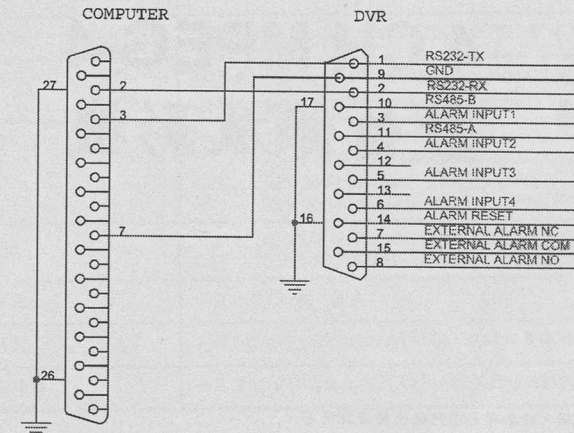 COMPUTER
DVR
27
2
3
7
26
17
16
1 RS232-TX
9 GND
2 RS232-RX
10 RS485-B
3 ALARM INPUT1
11 RS485-A
4 ALARM INPUT2
12
5 ALARM INPUT3
13
6 ALARM INPUT4
14 ALARM RESET
7 EXTERNAL ALARM NC
15 EXTERNAL ALARM COM
8 EXTERNAL ALARM NO